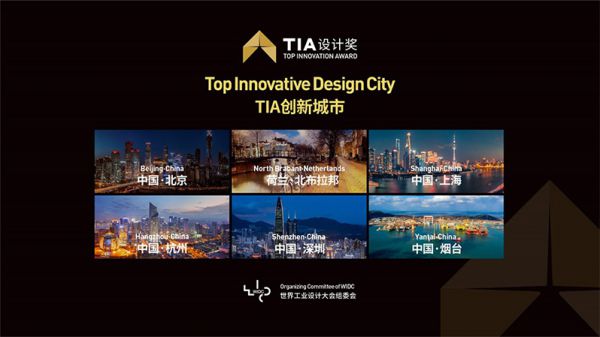 TIA设计奖
TOP INNOVATION AWARD
Top Innovative Design City
TIA创新城市
Beijing-China
中国·北京
North Brabant-Netherlands
荷兰·北布拉邦
Shanghai-China
中国·上海
Hangzhou-China
中国·杭州
Shenzhen-China
中国·深圳
Yantai-China
中国·烟台
WIDC
Organizing Committee of WIDC
世界工业设计大会组委会